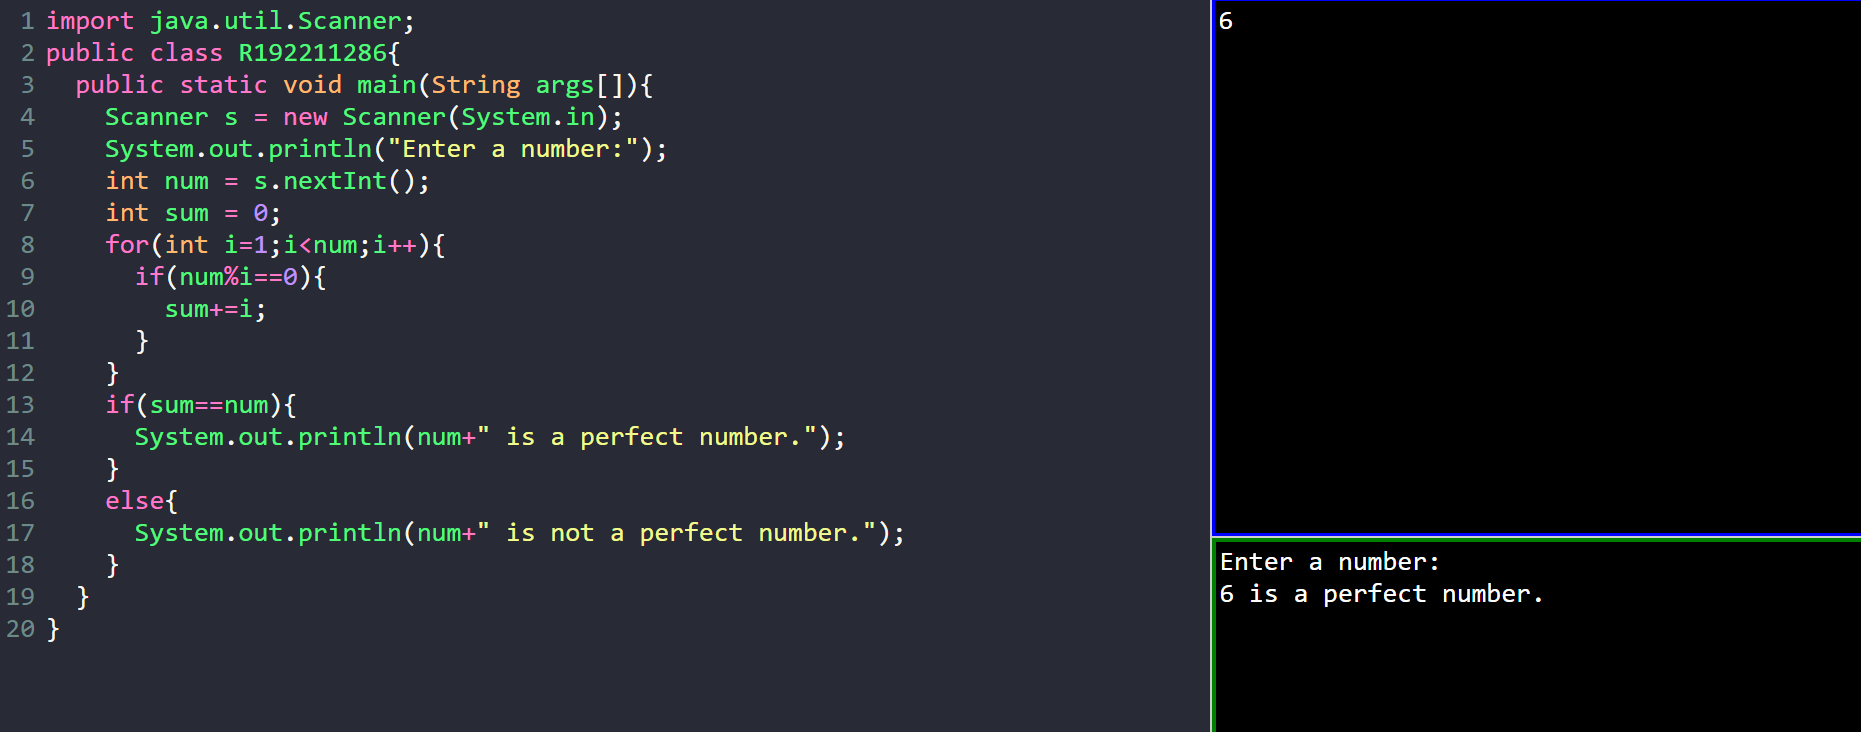 1 import java.util.Scanner;
2 public class R192211286{
3   public static void main(String args[]){
4     Scanner s = new Scanner(System.in);
5     System.out.println("Enter a number:");
6     int num = s.nextInt();
7     int sum = 0;
8     for(int i=1;i<num;i++){
9       if(num%i==0){
10         sum+=i;
11       }
12     }
13     if(sum==num){
14       System.out.println(num+" is a perfect number.");
15     }
16     else{
17       System.out.println(num+" is not a perfect number.");
18     }
19   }
20 }
6
Enter a number:
6 is a perfect number.